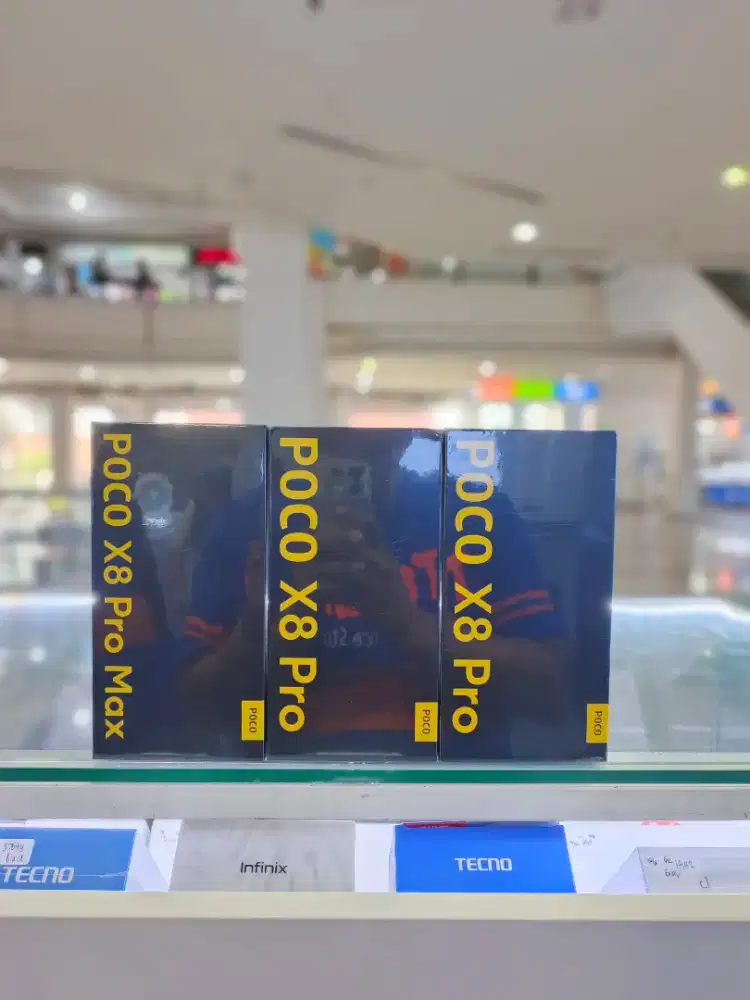 POCO X8 Pro Max
POCO
POCO X8 Pro
POCO
POCO X8 Pro
POCO
TECNO
Infinix
TECNO